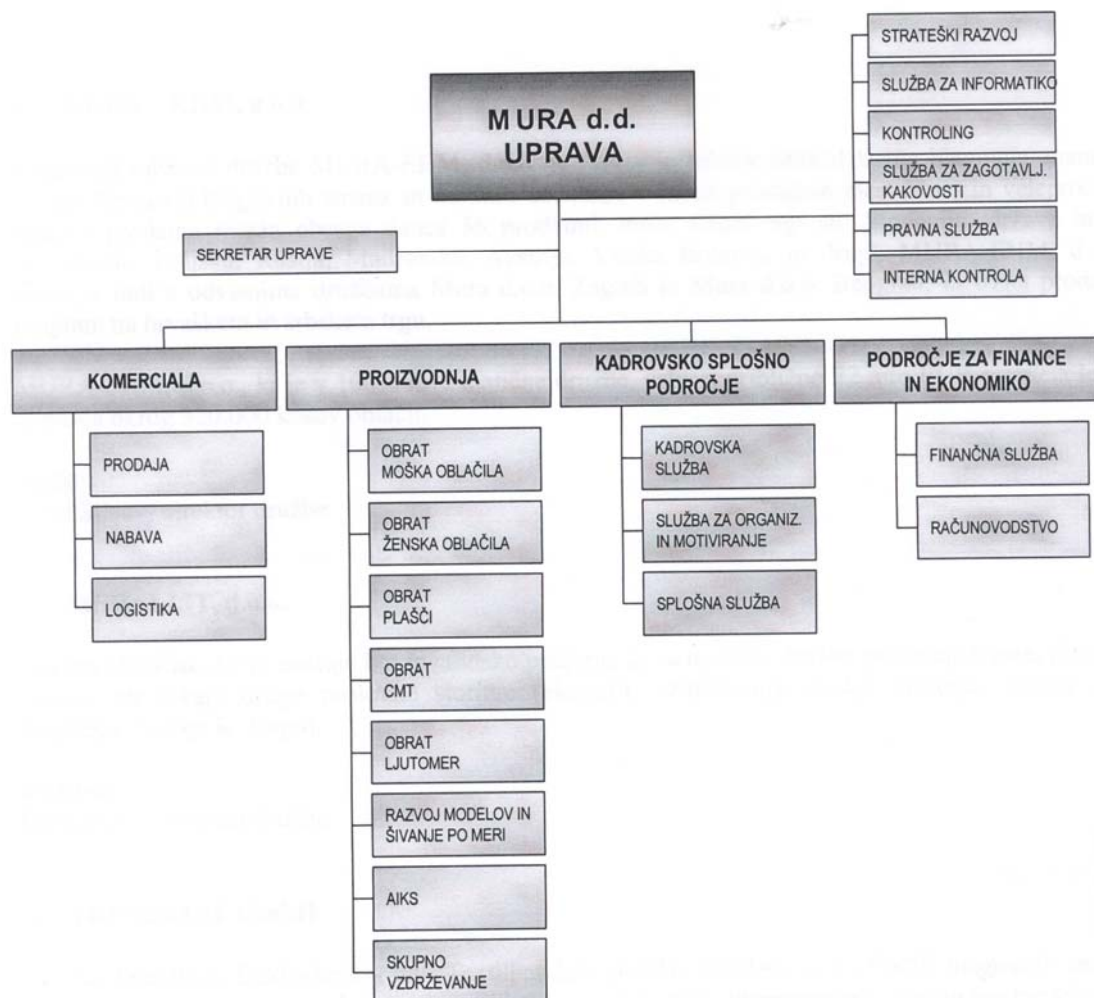 MURA d.d.
UPRAVA
STRATEŠKI RAZVOJ
SLUŽBA ZA INFORMATIKO
KONTROLING
SLUŽBA ZA ZAGOTAVLJ.
KAKOVOSTI
PRAVNA SLUŽBA
INTERNA KONTROLA
SEKRETAR UPRAVE
KOMERCIALA
PRODAJA
NABAVA
LOGISTIKA
PROIZVODNJA
OBRAT
MOŠKA OBLAČILA
OBRAT
ŽENSKA OBLAČILA
OBRAT
PLAŠČI
OBRAT
CMT
OBRAT
LJUTOMER
RAZVOJ MODELOV IN
ŠIVANJE PO MERI
AIKS
SKUPNO
VZDRŽEVANJE
KADROVSKO SPLOŠNO
PODROČJE
KADROVSKA
SLUŽBA
SLUŽBA ZA ORGANIZ.
IN MOTIVIRANJE
SPLOŠNA SLUŽBA
PODROČJE ZA FINANCE
IN EKONOMIKO
FINANČNA SLUŽBA
RAČUNOVODSTVO